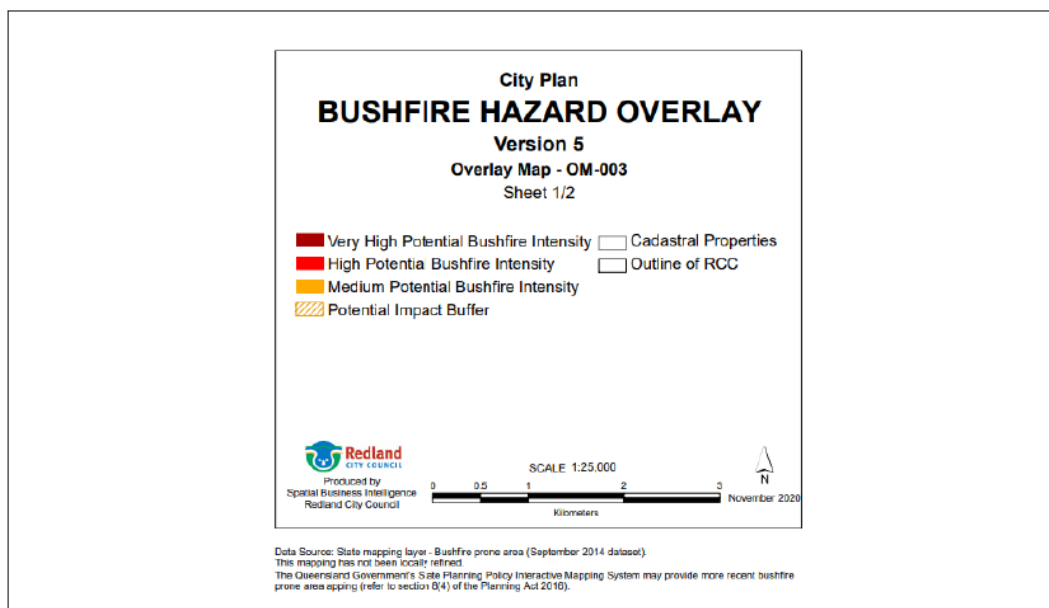 City Plan
BUSHFIRE HAZARD OVERLAY
Version 5
Overlay Map - OM-003
Sheet 1/2
Very High Potential Bushfire Intensity
High Potential Bushfire Intensity
Medium Potential Bushfire Intensity
Potential Impact Buffer
Cadastral Properties
Outline of RCC
Redland
CITY COUNCIL
Produced by
Spatial Business Intelligence
Redland City Council
SCALE 1:25.000
0 0.5 1 2 3
Kilometers
N
November 2020
Data Source: State mapping layer - Bushfire prone area (September 2014 dataset).
This mapping has not been locally refined.
The Queensland Government's State Planning Policy Interactive Mapping System may provide more recent bushfire
prone area apping (refer to section 8(4) of the Planning Act 2016).